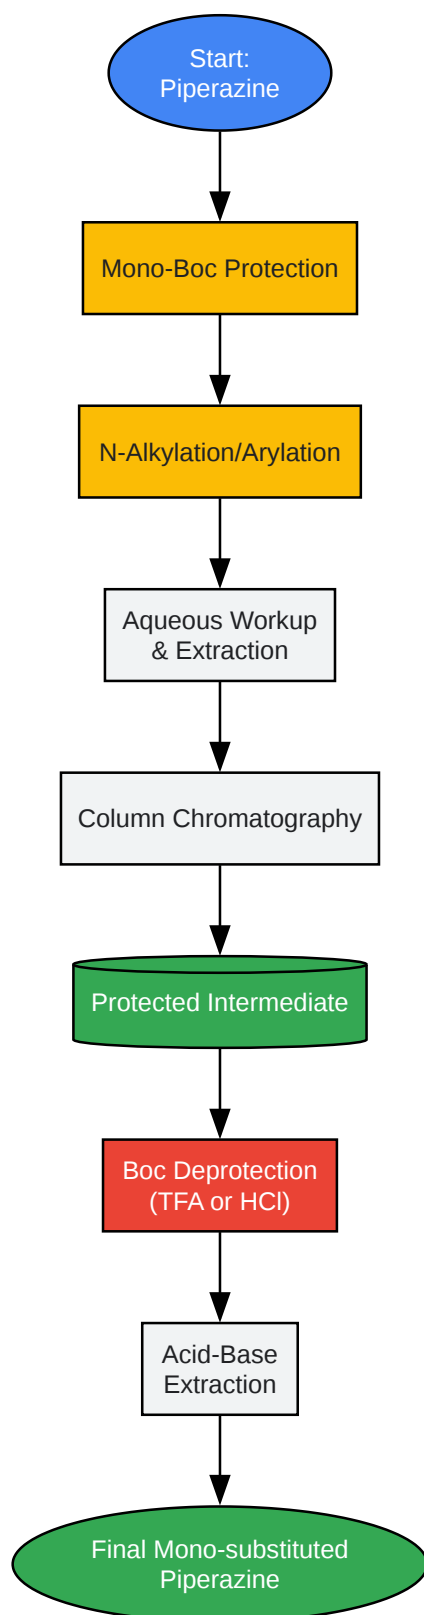 Start:
Piperazine
Mono-Boc Protection
N-Alkylation/Arylation
Aqueous Workup
& Extraction
Column Chromatography
Protected Intermediate
Boc Deprotection
(TFA or HCl)
Acid-Base
Extraction
Final Mono-substituted
Piperazine